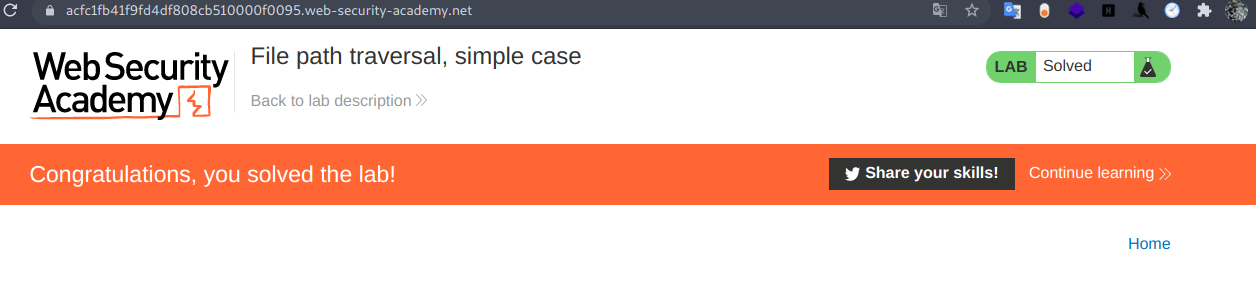 acfc1fb41f9fd4df808cb510000f0095.web-security-academy.net
Web Security
Academy
File path traversal, simple case
Back to lab description
LAB Solved
Congratulations, you solved the lab!
Share your skills! Continue learning
Home